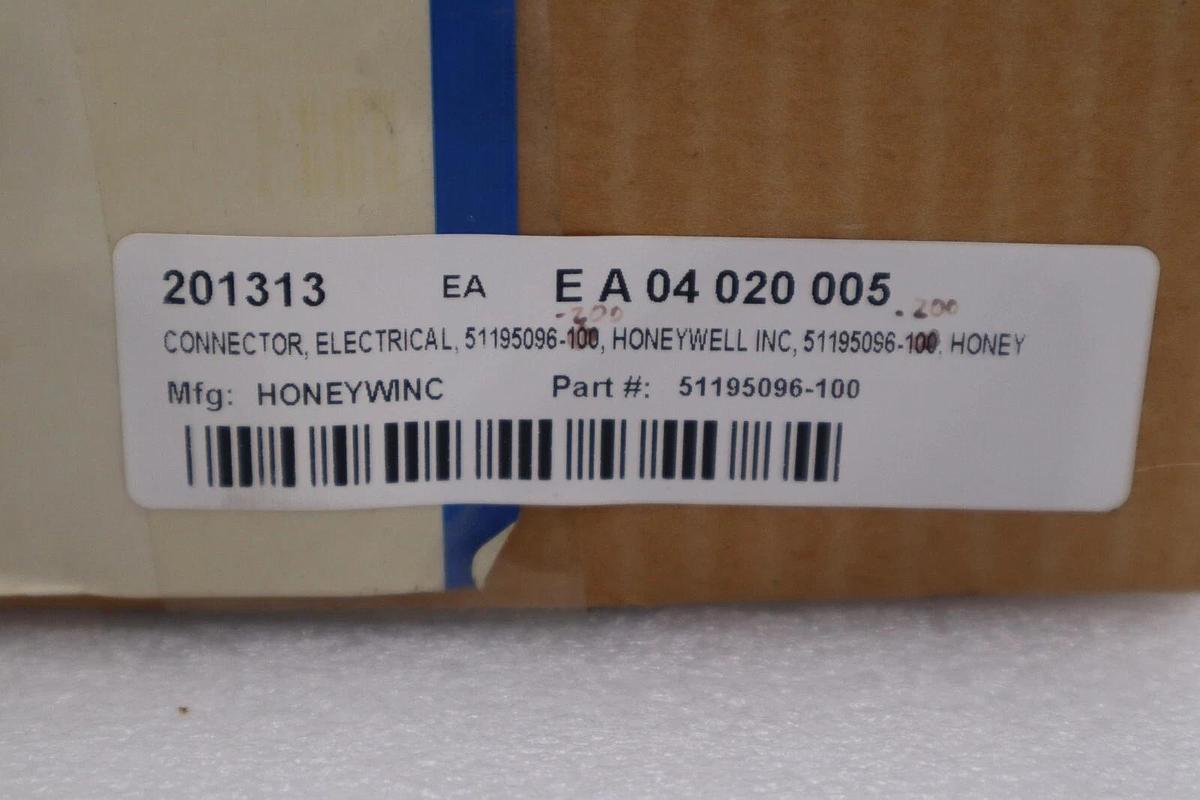 201313 EA E A 04 020 005
-200 -200
CONNECTOR, ELECTRICAL, 51195096-100, HONEYWELL INC, 51195096-100, HONEY
Mfg: HONEYWINC Part #: 51195096-100